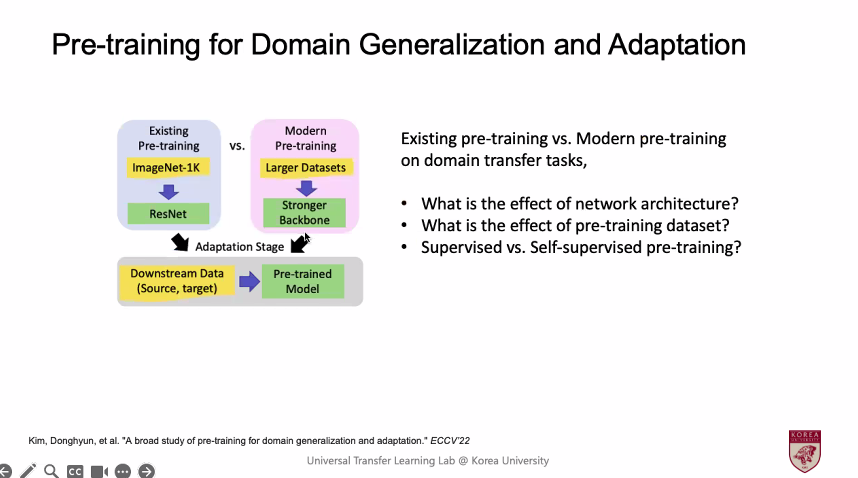 Pre-training for Domain Generalization and Adaptation
Existing
Pre-training
ImageNet-1K
ResNet
vs.
Modern
Pre-training
Larger Datasets
Stronger
Backbone
Adaptation Stage
Downstream Data
(Source, target)
Pre-trained
Model
Existing pre-training vs. Modern pre-training
on domain transfer tasks,
• What is the effect of network architecture?
• What is the effect of pre-training dataset?
• Supervised vs. Self-supervised pre-training?
Kim, Donghyun, et al. "A broad study of pre-training for domain generalization and adaptation." ECCV'22
Universal Transfer Learning Lab @ Korea University
KOREA
CC